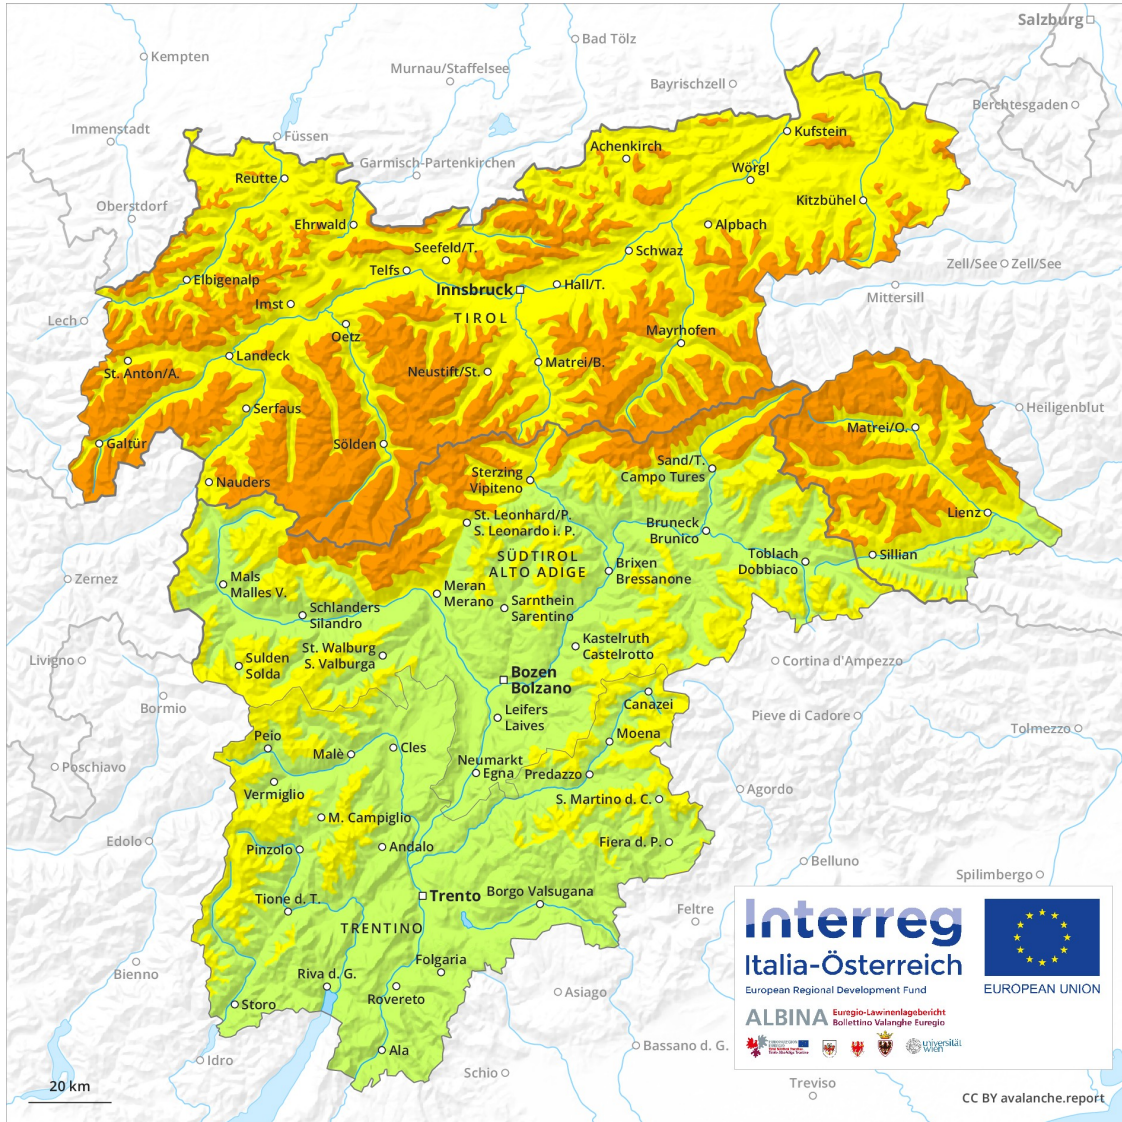 Salzburg
Bad Tölz
Kempten
Murnau/Staffelsee
Bayrischzell
Berchtesgaden
Immenstadt
Füssen
Kufstein
Achenkirch
Garmisch-Partenkirchen
Wörgl
Reutte
Oberstdorf
Kitzbühel
Ehrwald
Alpbach
Seefeld/T.
Schwaz
Telfs
Zell/See
Zell/See
Elbigenalp
Innsbruck
Hall/T.
Mittersill
Imst
TIROL
Lech
Oetz
Mayrhofen
Landeck
Matrei/B.
St. Anton/A.
Neustift/St.
Serfaus
Heiligenblut
Matrei/O.
Galtür
Sölden
Sand/T.
Campo Tures
Sterzing
Vipiteno
Nauders
Lienz
St. Leonhard/P.
S. Leonardo i. P.
Bruneck
Brunico
SÜDTIROL
ALTO ADIGE
Toblach
Dobbiaco
Sillian
Brixen
Bressanone
Zernez
Mals
Malles V.
Meran
Merano
Sarnthein
Sarentino
Schlanders
Silandro
Kastelruth
Castelrotto
St. Walburg
S. Valburga
Livigno
Sulden
Solda
Cortina d'Ampezzo
Bozen
Bolzano
Bormio
Canazei
Leifers
Laives
Pieve di Cadore
Tolmezzo
Peio
Moena
Malè
Cles
Poschiavo
Neumarkt
Egna
Predazzo
Vermiglio
Agordo
S. Martino d. C.
M. Campiglio
Edolo
Pinzolo
Andalo
Fiera d. P.
Belluno
Spilimbergo
Trento
Borgo Valsugana
Tione d. T.
Feltre
TRENTINO
Interreg
Italia-Österreich
European Regional Development Fund
EUROPEAN UNION
Bienno
Folgaria
Riva d. G.
Rovereto
Asiago
Storo
ALBINA
Euregio-Lawinenlagebericht
Bollettino Valanghe Euregio
universität
wien
Ala
Bassano d. G.
Idro
Schio
Treviso
20 km
CC BY avalanche.report